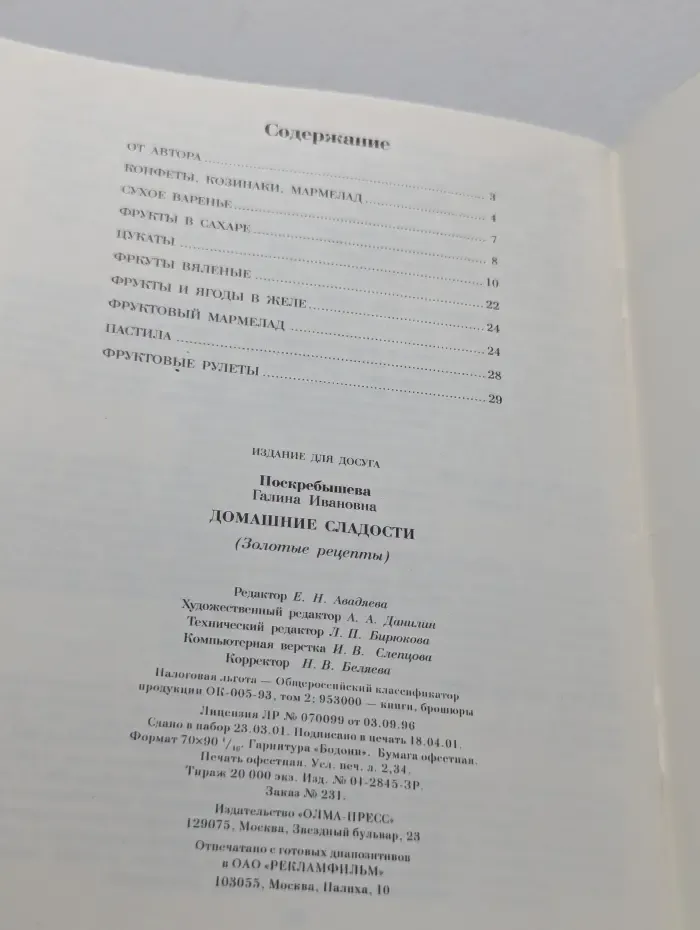 Содержание
ОТ АВТОРА 3
КОНФЕТЫ, КОЗИНАКИ, МАРМЕЛАД 4
СУХОЕ ВАРЕНЬЕ 7
ФРУКТЫ В САХАРЕ 8
ЦУКАТЫ 10
ФРКУТЫ ВЯЛЕНЫЕ 22
ФРУКТЫ И ЯГОДЫ В ЖЕЛЕ 24
ФРУКТОВЫЙ МАРМЕЛАД 24
ПАСТИЛА 28
ФРУКТОВЫЕ РУЛЕТЫ 29
ИЗДАНИЕ ДЛЯ ДОСУГА
Поскребышева
Галина Ивановна
ДОМАШНИЕ СЛАДОСТИ
(Золотые рецепты)
Редактор Е. Н. Авадяева
Художественный редактор А. А. Данилин
Технический редактор Л. П. Бирюкова
Компьютерная верстка И. В. Слепцова
Корректор Н. В. Беляева
Налоговая льгота — Общероссийский классификатор
продукции ОК-005-93, том 2; 953000 — книги, брошюры
Лицензия ЛР № 070099 от 03.09.96
Сдано в набор 23.03.01. Подписано в печать 18.04.01.
Формат 70×90 1/16. Гарнитура «Бодони». Бумага офсетная.
Печать офсетная. Усл. печ. л. 2,34.
Тираж 20 000 экз. Изд. № 01-2845-ЗР.
Заказ № 231.
Издательство «ОЛМА-ПРЕСС»
129075, Москва, Звездный бульвар, 23
Отпечатано с готовых диапозитивов
в ОАО «РЕКЛАМФИЛЬМ»
103055, Москва, Палиха, 10